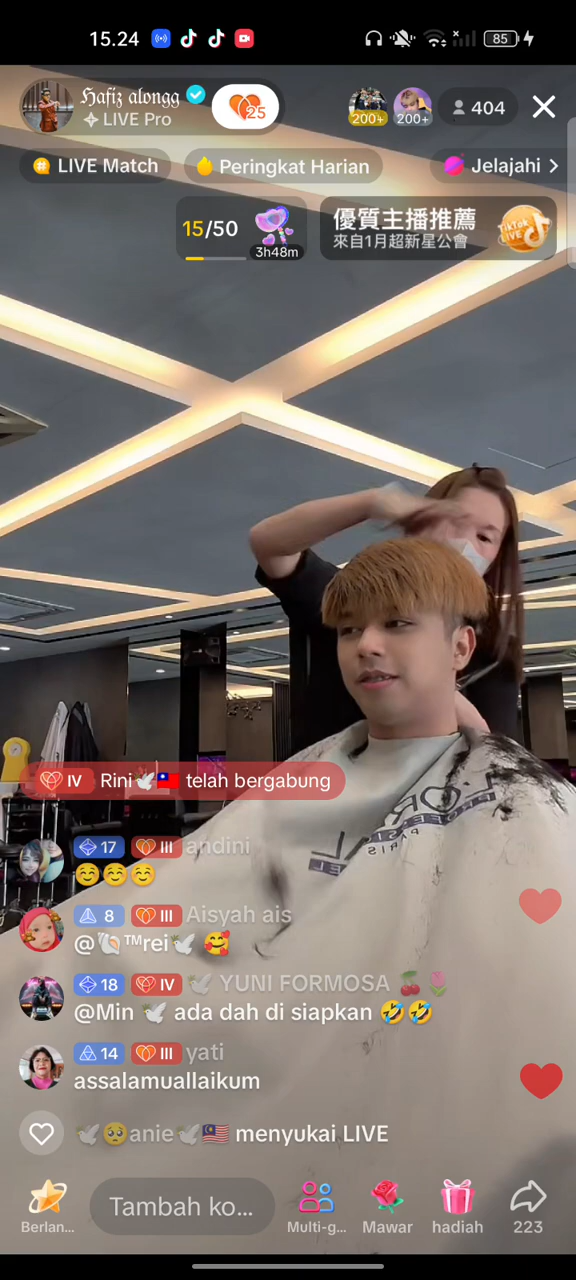 15.24
85
Hafiz alongg
LIVE Pro
25
200+
200+
404
LIVE Match
Peringkat Harian
Jelajahi
15/50
3h48m
優質主播推薦
來自1月超新星公會
TikTok LIVE
L'ORÉAL
PROFESSIONNEL
PARIS
IV Rini🕊️🇹🇼 telah bergabung
17 III andini
☺️☺️☺️
8 III Aisyah ais
@🐚™rei🕊️ 🥰
18 IV 🕊️ YUNI FORMOSA 🍒🌷
@Min 🕊️ ada dah di siapkan 🤣🤣
14 III yati
assalamuallaikum
🕊️🥹anie🕊️🇲🇾 menyukai LIVE
Berlan...
Tambah ko...
Multi-g...
Mawar
hadiah
223